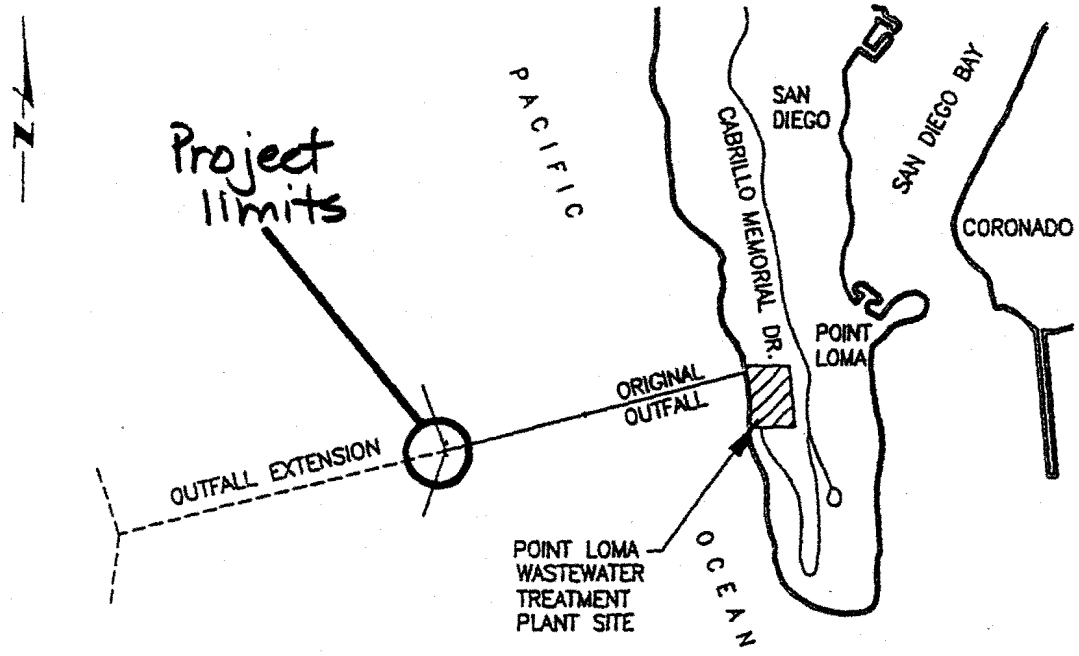 N
Project
limits
PACIFIC
SAN
DIEGO
SAN DIEGO BAY
CABRILLO MEMORIAL DR.
CORONADO
POINT
LOMA
ORIGINAL
OUTFALL
OUTFALL EXTENSION
POINT LOMA
WASTEWATER
TREATMENT
PLANT SITE
OCEAN